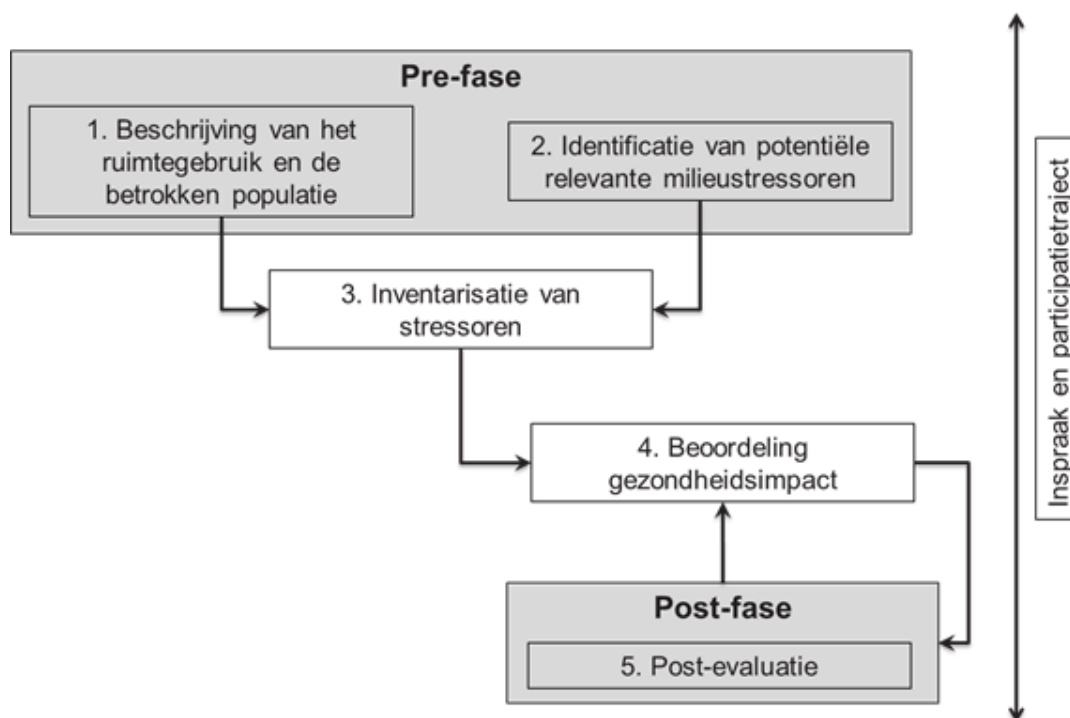 Pre-fase
1. Beschrijving van het
ruimtegebruik en de
betrokken populatie
2. Identificatie van potentiële
relevante milieustressoren
3. Inventarisatie van
stressoren
4. Beoordeling
gezondheidsimpact
Post-fase
5. Post-evaluatie
Inspraak en participatietraject